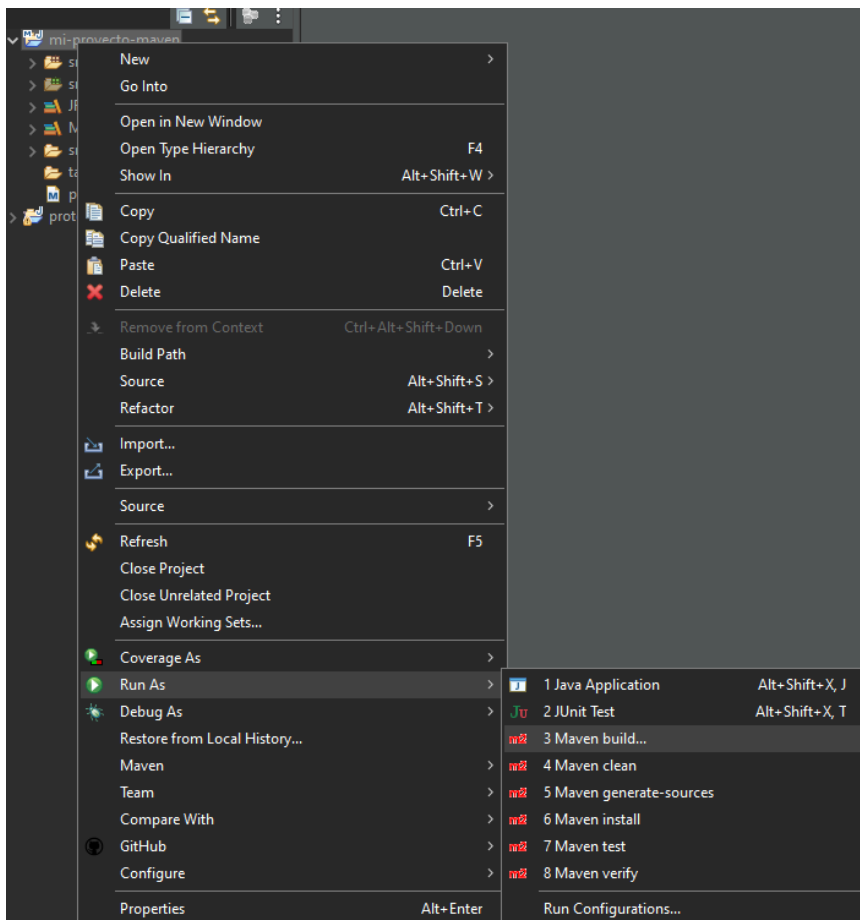 mi-proyecto-maven
New
Go Into
Open in New Window
Open Type Hierarchy F4
Show In Alt+Shift+W >
Copy Ctrl+C
Copy Qualified Name
Paste Ctrl+V
Delete Delete
Remove from Context Ctrl+Alt+Shift+Down
Build Path
Source Alt+Shift+S >
Refactor Alt+Shift+T >
Import...
Export...
Source
Refresh F5
Close Project
Close Unrelated Project
Assign Working Sets...
Coverage As
Run As
Debug As
Restore from Local History...
Maven
Team
Compare With
GitHub
Configure
Properties Alt+Enter
1 Java Application Alt+Shift+X, J
2 JUnit Test Alt+Shift+X, T
3 Maven build...
4 Maven clean
5 Maven generate-sources
6 Maven install
7 Maven test
8 Maven verify
Run Configurations...